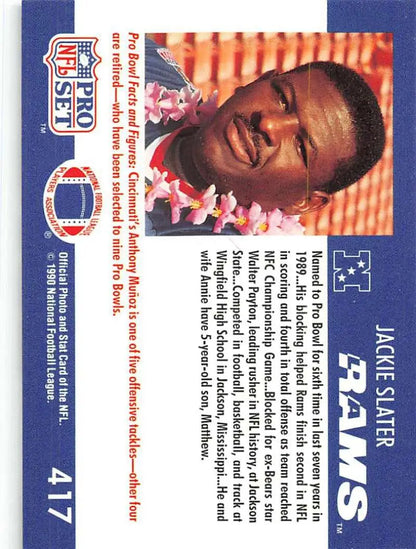 JACKIE SLATER
RAMS™
N
Named to Pro Bowl for sixth time in last seven years in
1989...His blocking helped Rams finish second in NFL
in scoring and fourth in total offense as team reached
NFC Championship Game...Blocked for ex-Bears star
Walter Payton, leading rusher in NFL history, at Jackson
State...Competed in football, basketball, and track at
Wingfield High School in Jackson, Mississippi...He and
wife Annie have 5-year-old son, Matthew.
Pro Bowl Facts and Figures: Cincinnati's Anthony Muñoz is one of five offensive tackles—other four
are retired—who have been selected to nine Pro Bowls.
PRO
NFL
SET
™
NATIONAL FOOTBALL LEAGUE
PLAYERS ASSOCIATION
®
Official Photo and Stat Card of the NFL.
© 1990 National Football League.
417